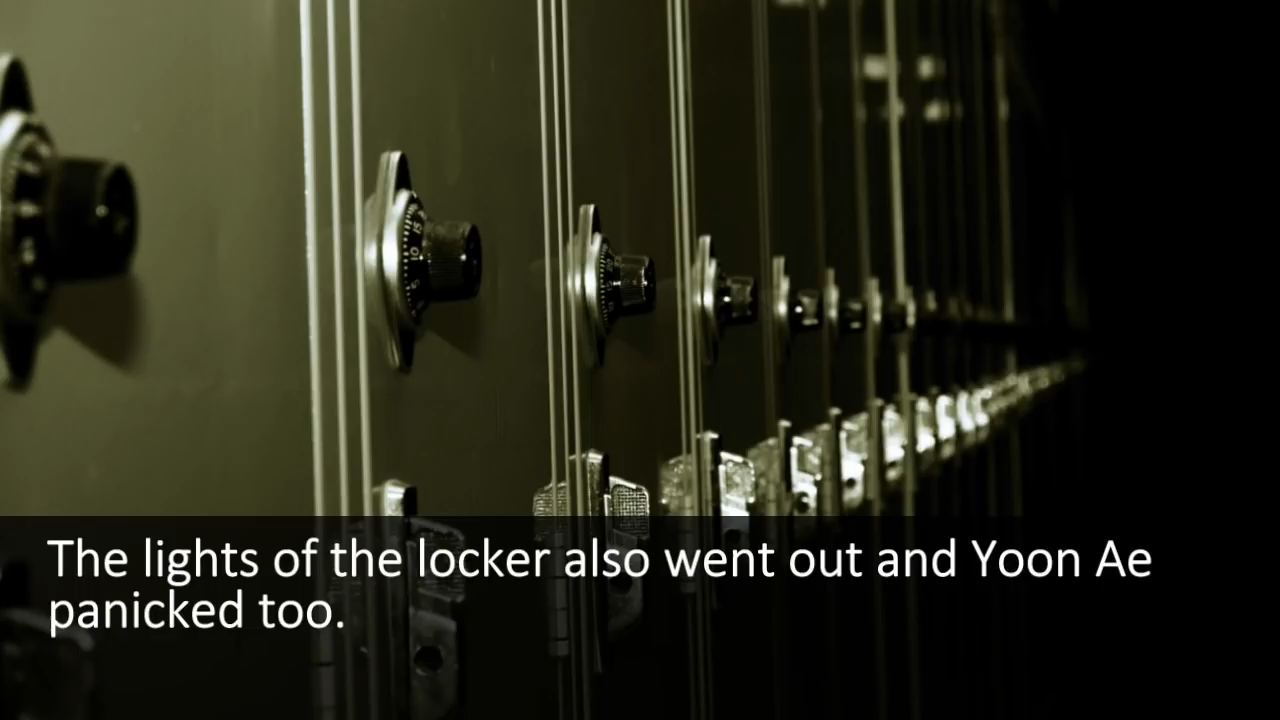 The lights of the locker also went out and Yoon Ae
panicked too.